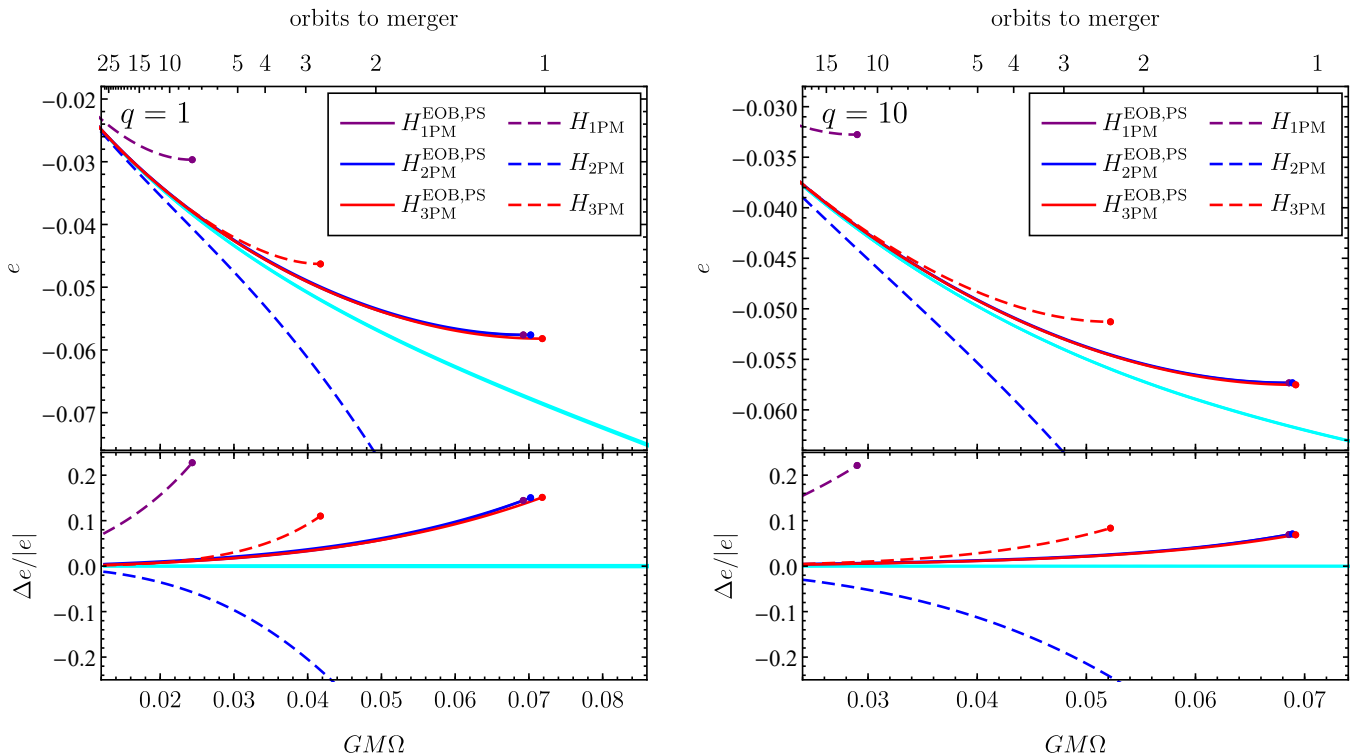 orbits to merger
25 15 10 5 4 3 2 1
q = 1
H_{1PM}^{EOB,PS} H_{1PM}
H_{2PM}^{EOB,PS} H_{2PM}
H_{3PM}^{EOB,PS} H_{3PM}
−0.02
−0.03
−0.04
−0.05
−0.06
−0.07
e
0.2
0.1
0.0
−0.1
−0.2
Δe/|e|
0.02 0.03 0.04 0.05 0.06 0.07 0.08
GMΩ
orbits to merger
15 10 5 4 3 2 1
q = 10
H_{1PM}^{EOB,PS} H_{1PM}
H_{2PM}^{EOB,PS} H_{2PM}
H_{3PM}^{EOB,PS} H_{3PM}
−0.030
−0.035
−0.040
−0.045
−0.050
−0.055
−0.060
e
0.2
0.1
0.0
−0.1
−0.2
Δe/|e|
0.03 0.04 0.05 0.06 0.07
GMΩ